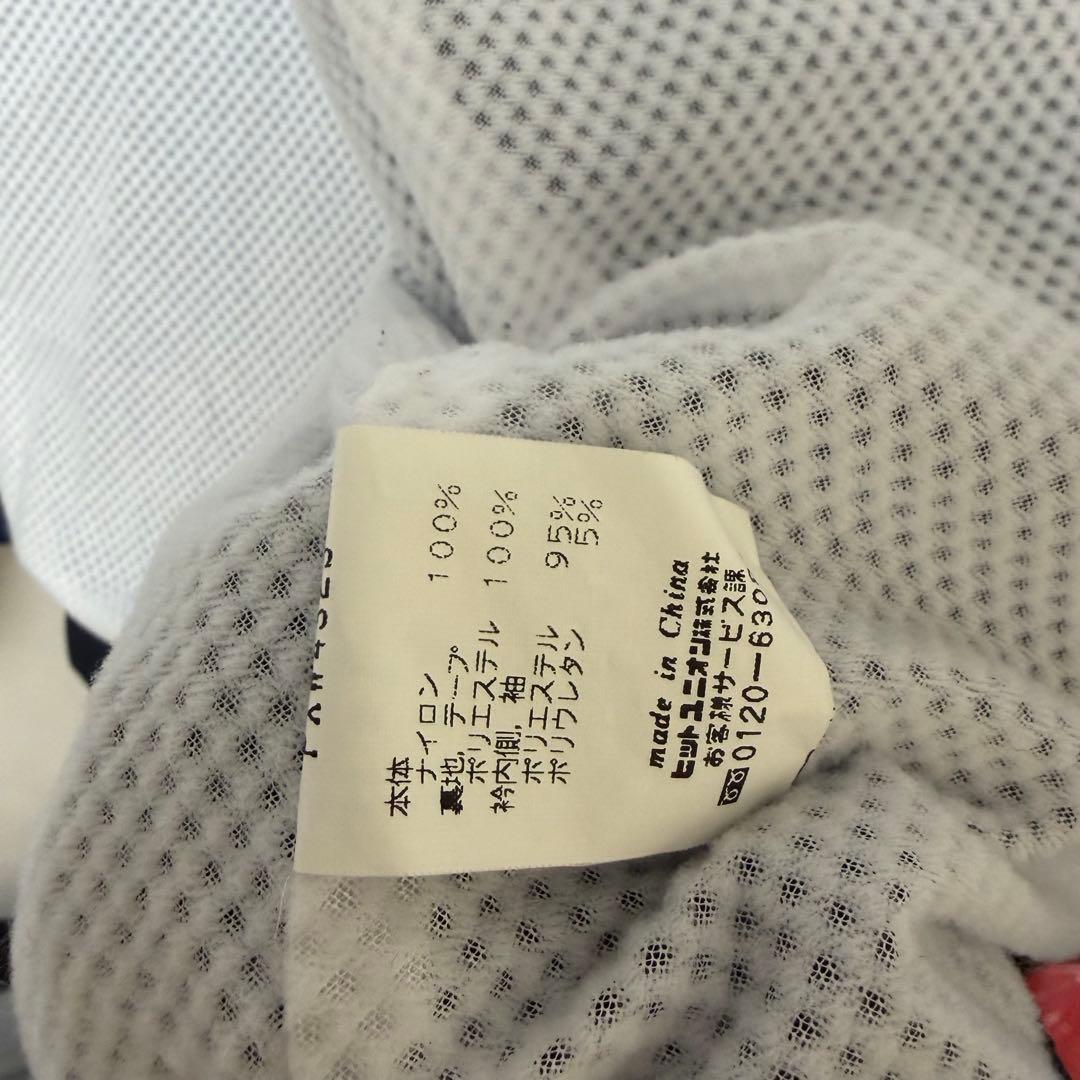 本体
ナイロン 100%
裏地, テープ
ポリエステル 100%
衿内側, 袖
ポリエステル 95%
ポリウレタン 5%
made in China
ヒットユニオン株式会社
お客様サービス課
0120-630